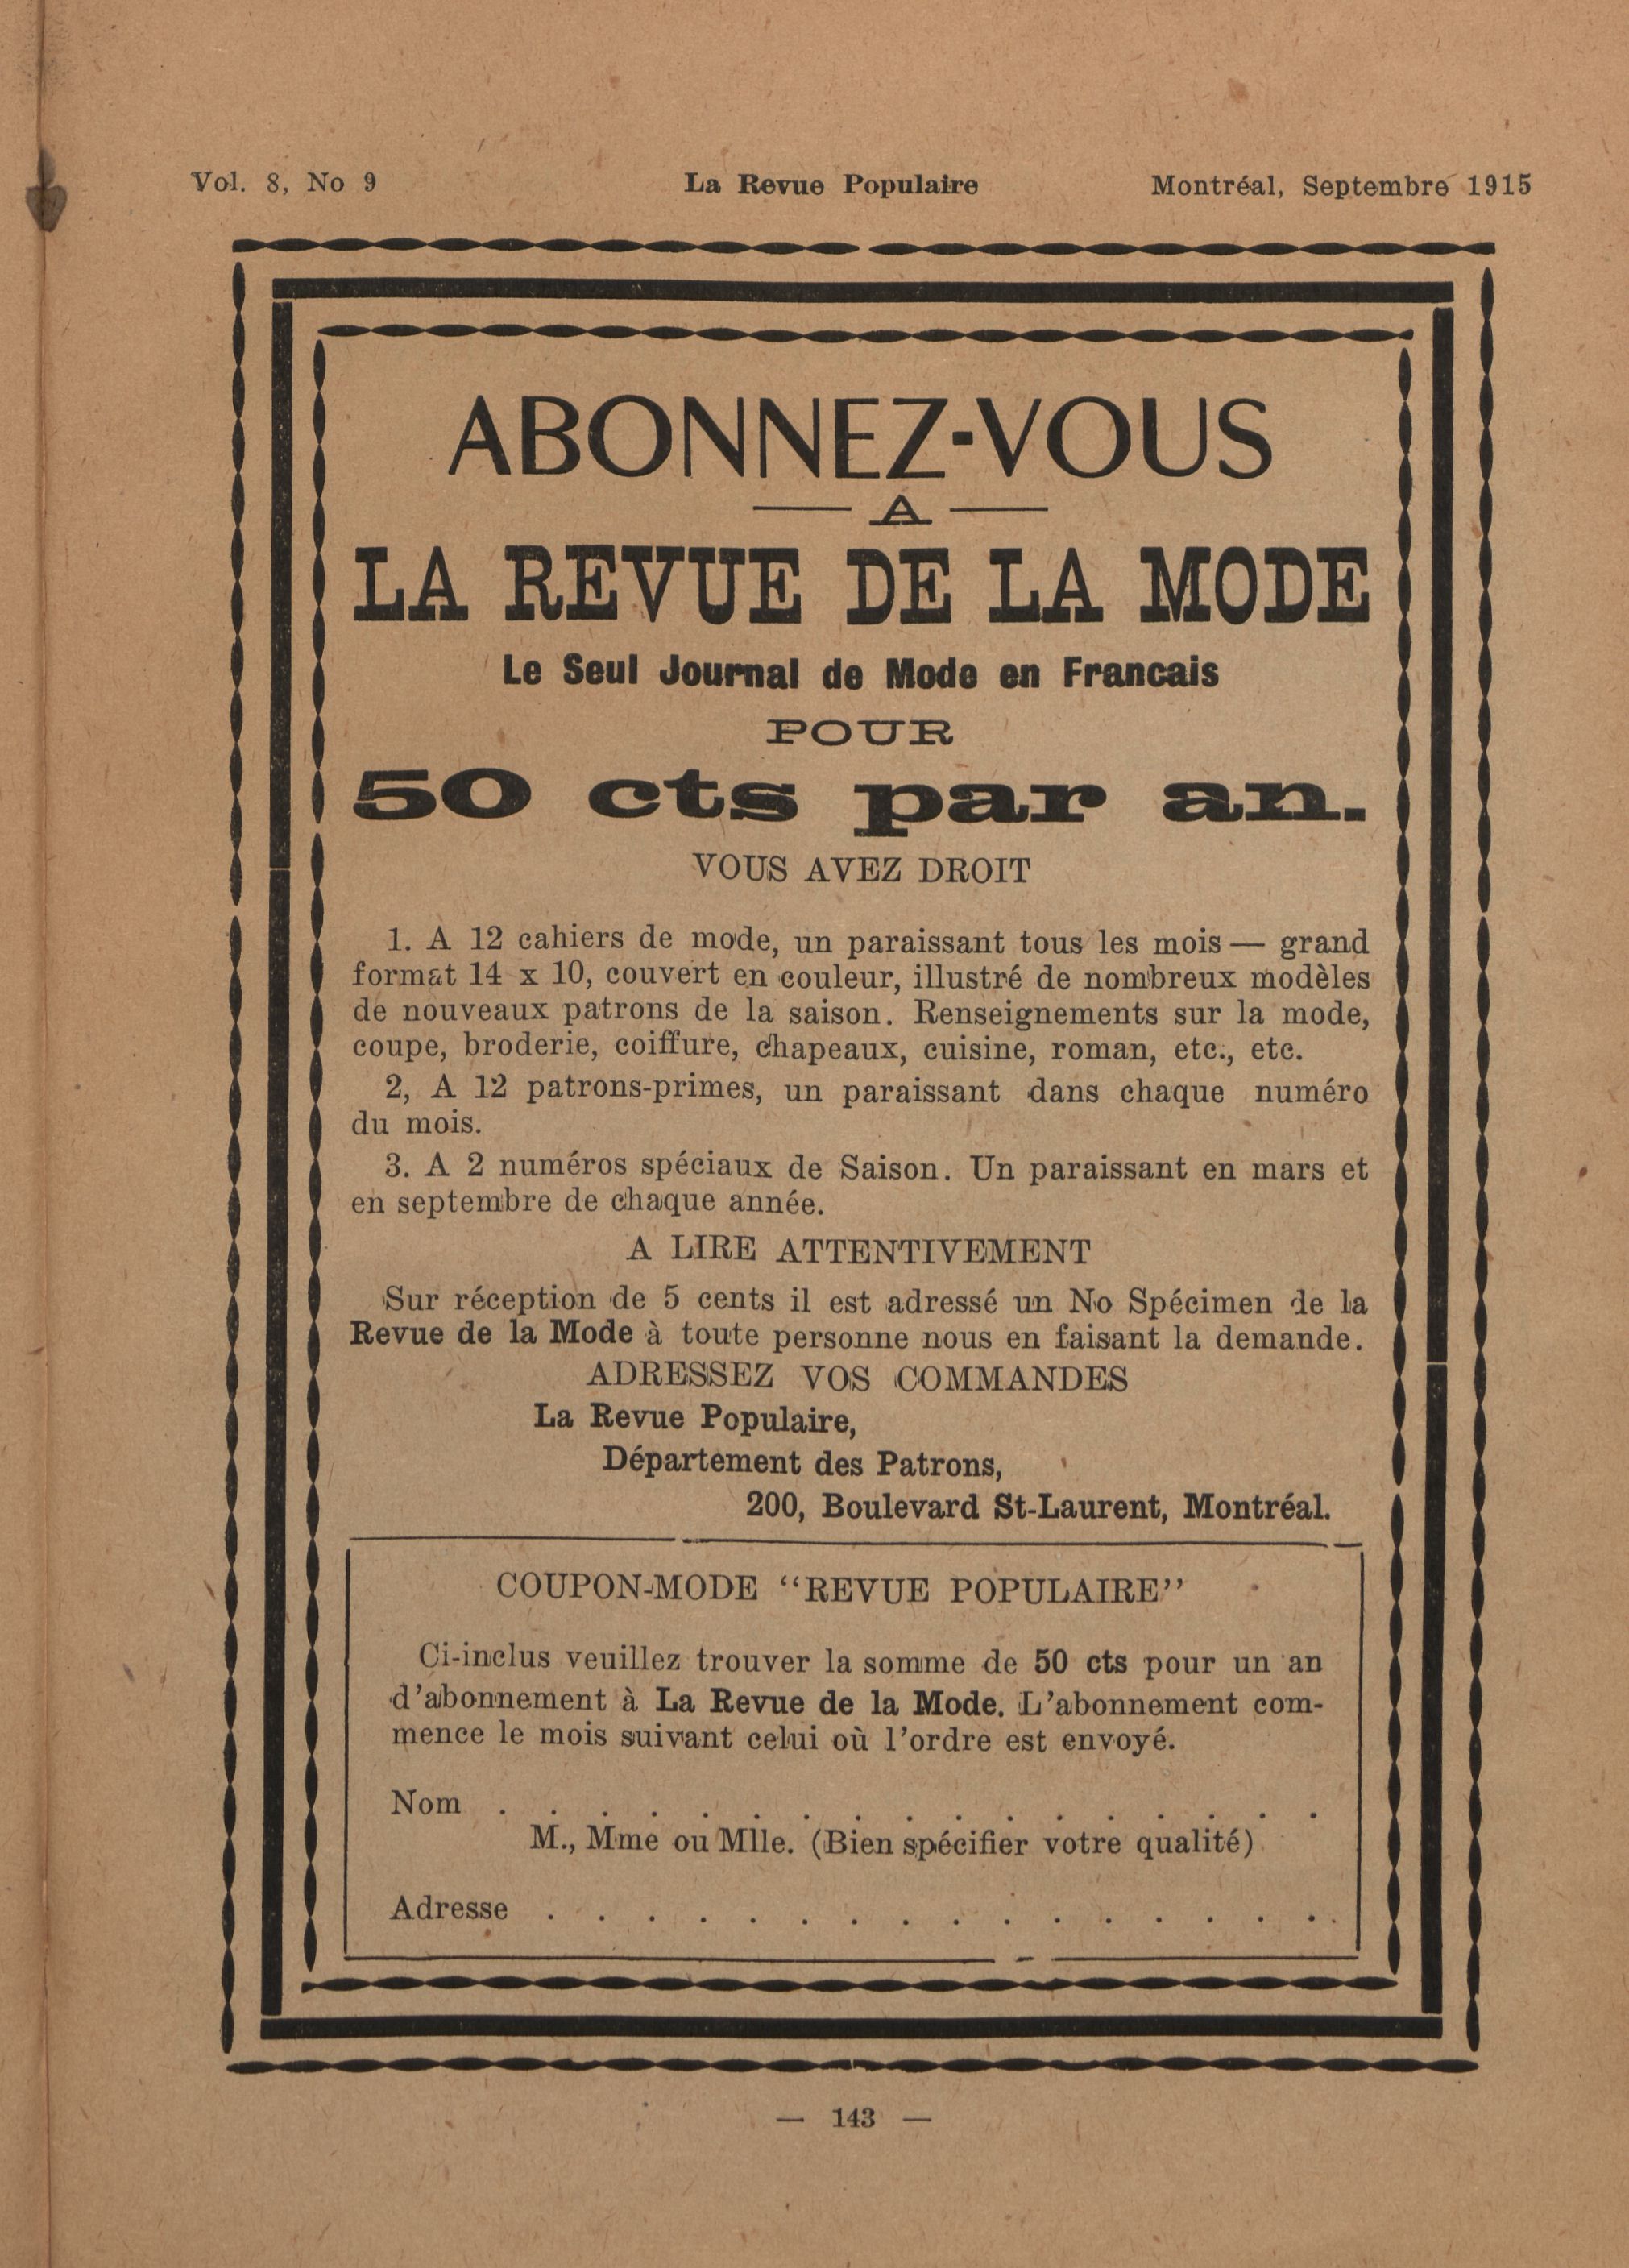 Vol. 8, No 9 La Revue Populaire Montréal, Septembre 1915
ABONNEZ-VOUS
A
LA REVUE DE LA MODE
Le Seul Journal de Mode en Francais
POUR
50 cts par an.
VOUS AVEZ DROIT
1. A 12 cahiers de mode, un paraissant tous les mois — grand
format 14 x 10, couvert en couleur, illustré de nombreux modèles
de nouveaux patrons de la saison. Renseignements sur la mode,
coupe, broderie, coiffure, chapeaux, cuisine, roman, etc., etc.
2, A 12 patrons-primes, un paraissant dans chaque numéro
du mois.
3. A 2 numéros spéciaux de Saison. Un paraissant en mars et
en septembre de chaque année.
A LIRE ATTENTIVEMENT
Sur réception de 5 cents il est adressé un No Spécimen de la
Revue de la Mode à toute personne nous en faisant la demande.
ADRESSEZ VOS COMMANDES
La Revue Populaire,
Département des Patrons,
200, Boulevard St-Laurent, Montréal.
COUPON-MODE "REVUE POPULAIRE"
Ci-inclus veuillez trouver la somme de 50 cts pour un an
d'abonnement à La Revue de la Mode. L'abonnement com-
mence le mois suivant celui où l'ordre est envoyé.
Nom . . . . . . . . . . . . . . . . .
M., Mme ou Mlle. (Bien spécifier votre qualité)
Adresse . . . . . . . . . . . . . . . . .
— 143 —